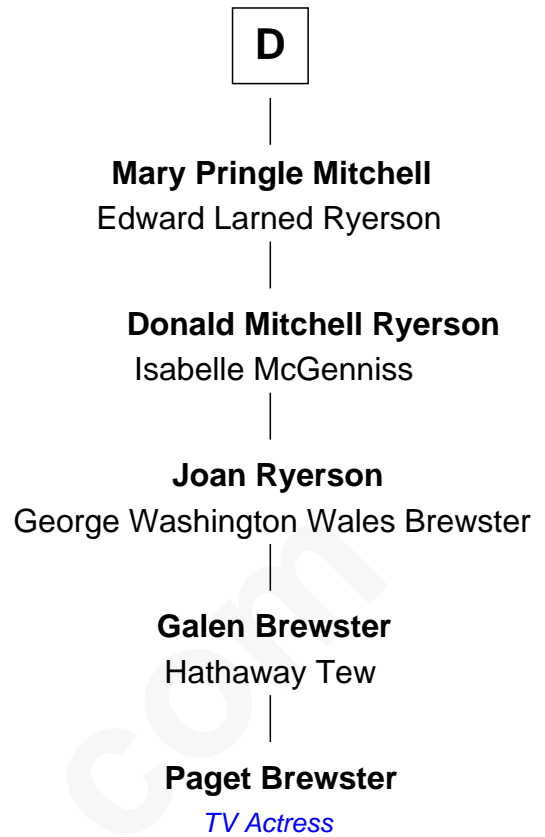 D
Mary Pringle Mitchell
Edward Larned Ryerson
Donald Mitchell Ryerson
Isabelle McGenniss
Joan Ryerson
George Washington Wales Brewster
Galen Brewster
Hathaway Tew
Paget Brewster
TV Actress
com